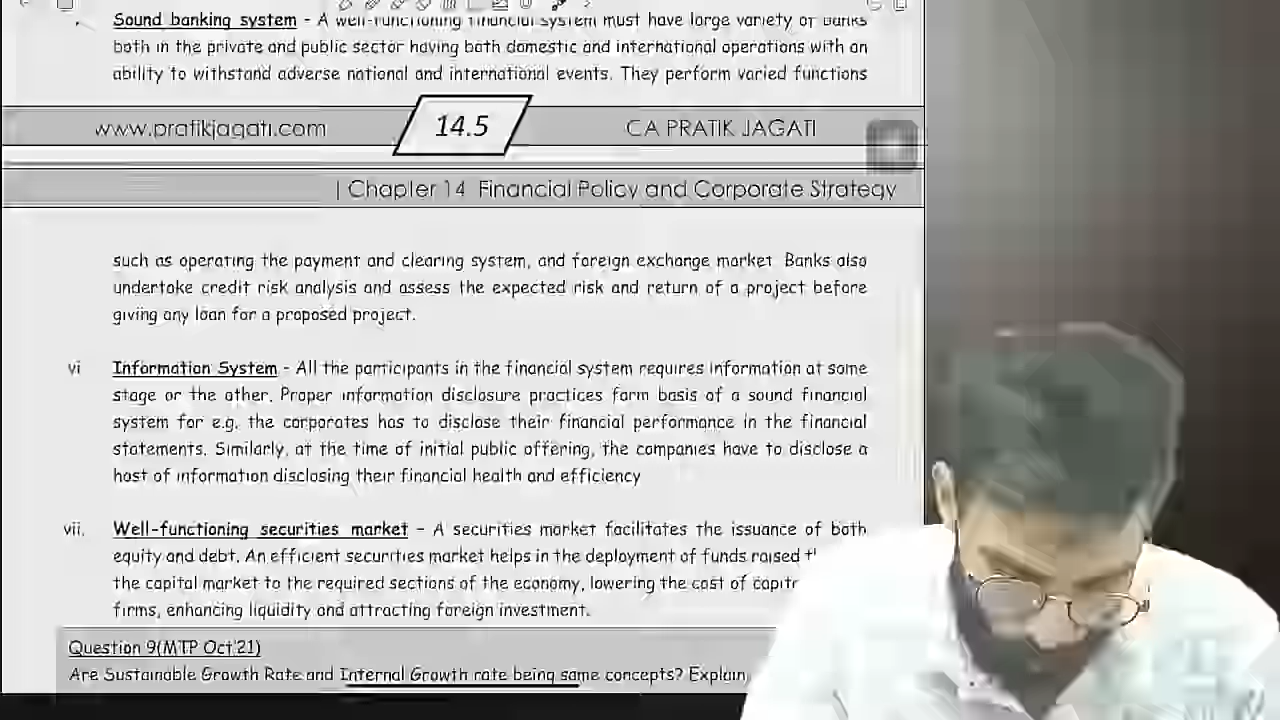 Sound banking system - A well-functioning financial system must have large variety of banks
both in the private and public sector having both domestic and international operations with an
ability to withstand adverse national and international events. They perform varied functions
www.pratikjagati.com 14.5 CA PRATIK JAGATI
| Chapter 14 Financial Policy and Corporate Strategy
such as operating the payment and clearing system, and foreign exchange market. Banks also
undertake credit risk analysis and assess the expected risk and return of a project before
giving any loan for a proposed project.
vi Information System - All the participants in the financial system requires information at some
stage or the other. Proper information disclosure practices form basis of a sound financial
system for e.g. the corporates has to disclose their financial performance in the financial
statements. Similarly, at the time of initial public offering, the companies have to disclose a
host of information disclosing their financial health and efficiency
vii. Well-functioning securities market - A securities market facilitates the issuance of both
equity and debt. An efficient securities market helps in the deployment of funds raised
the capital market to the required sections of the economy, lowering the cost of
firms, enhancing liquidity and attracting foreign investment.
Question 9(MTP Oct'21)
Are Sustainable Growth Rate and Internal Growth rate being same concepts? Explain